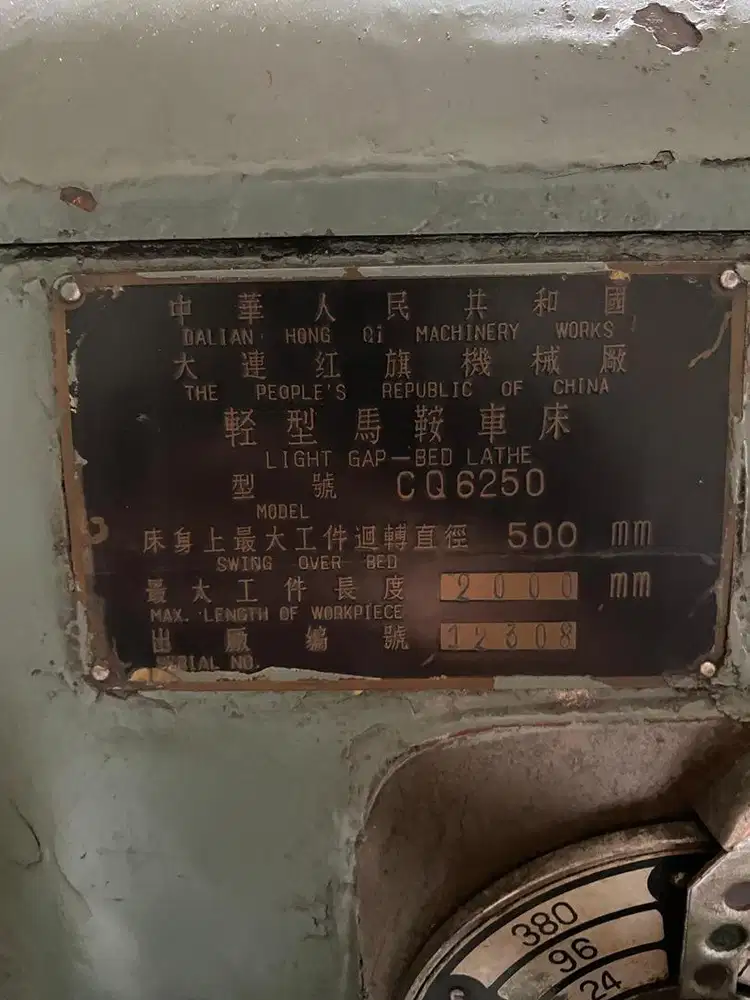 中華人民共和國
DALIAN HONG Qi MACHINERY WORKS
大連红旗機械廠
THE PEOPLE'S REPUBLIC OF CHINA
輕型馬鞍車床
LIGHT GAP-BED LATHE
型號 CQ6250
MODEL
床身上最大工件迴轉直徑 500 mm
SWING OVER BED
最大工件長度 2000 mm
MAX. LENGTH OF WORKPIECE
出廠编號 12308
SERIAL NO.
380
96
24